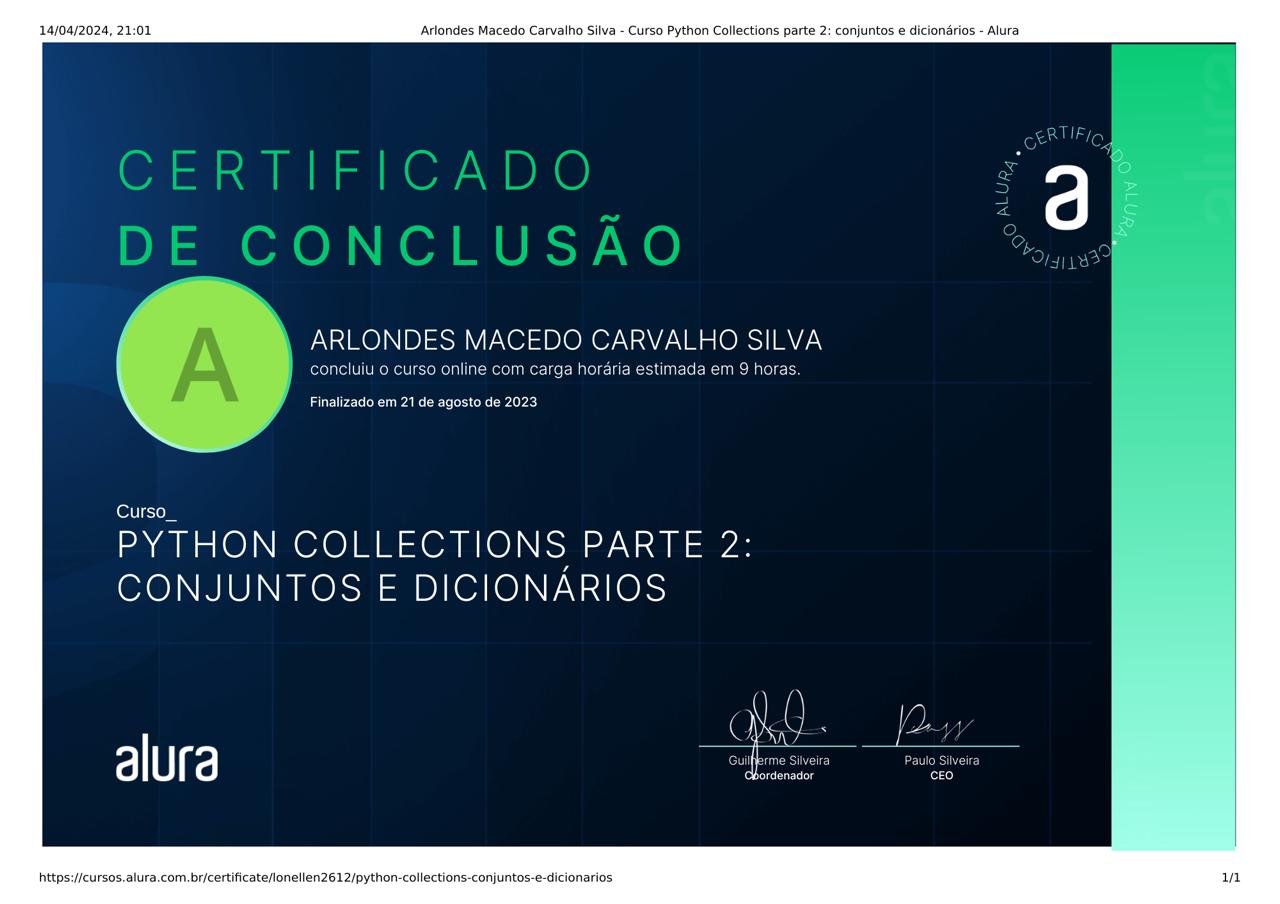 14/04/2024, 21:01
Arlondes Macedo Carvalho Silva - Curso Python Collections parte 2: conjuntos e dicionários - Alura
CERTIFICADO
DE CONCLUSÃO
CERTIFICADO ALURA • CERTIFICADO ALURA •
a
alura
A
ARLONDES MACEDO CARVALHO SILVA
concluiu o curso online com carga horária estimada em 9 horas.
Finalizado em 21 de agosto de 2023
Curso_
PYTHON COLLECTIONS PARTE 2:
CONJUNTOS E DICIONÁRIOS
alura
Guilherme Silveira
Coordenador
Paulo Silveira
CEO
https://cursos.alura.com.br/certificate/lonellen2612/python-collections-conjuntos-e-dicionarios
1/1